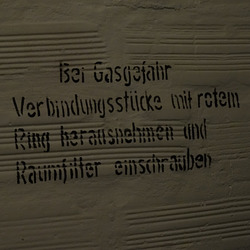 Bei Gasgefahr
Verbindungsstücke mit rotem
Ring herausnehmen und
Raumfilter einschrauben